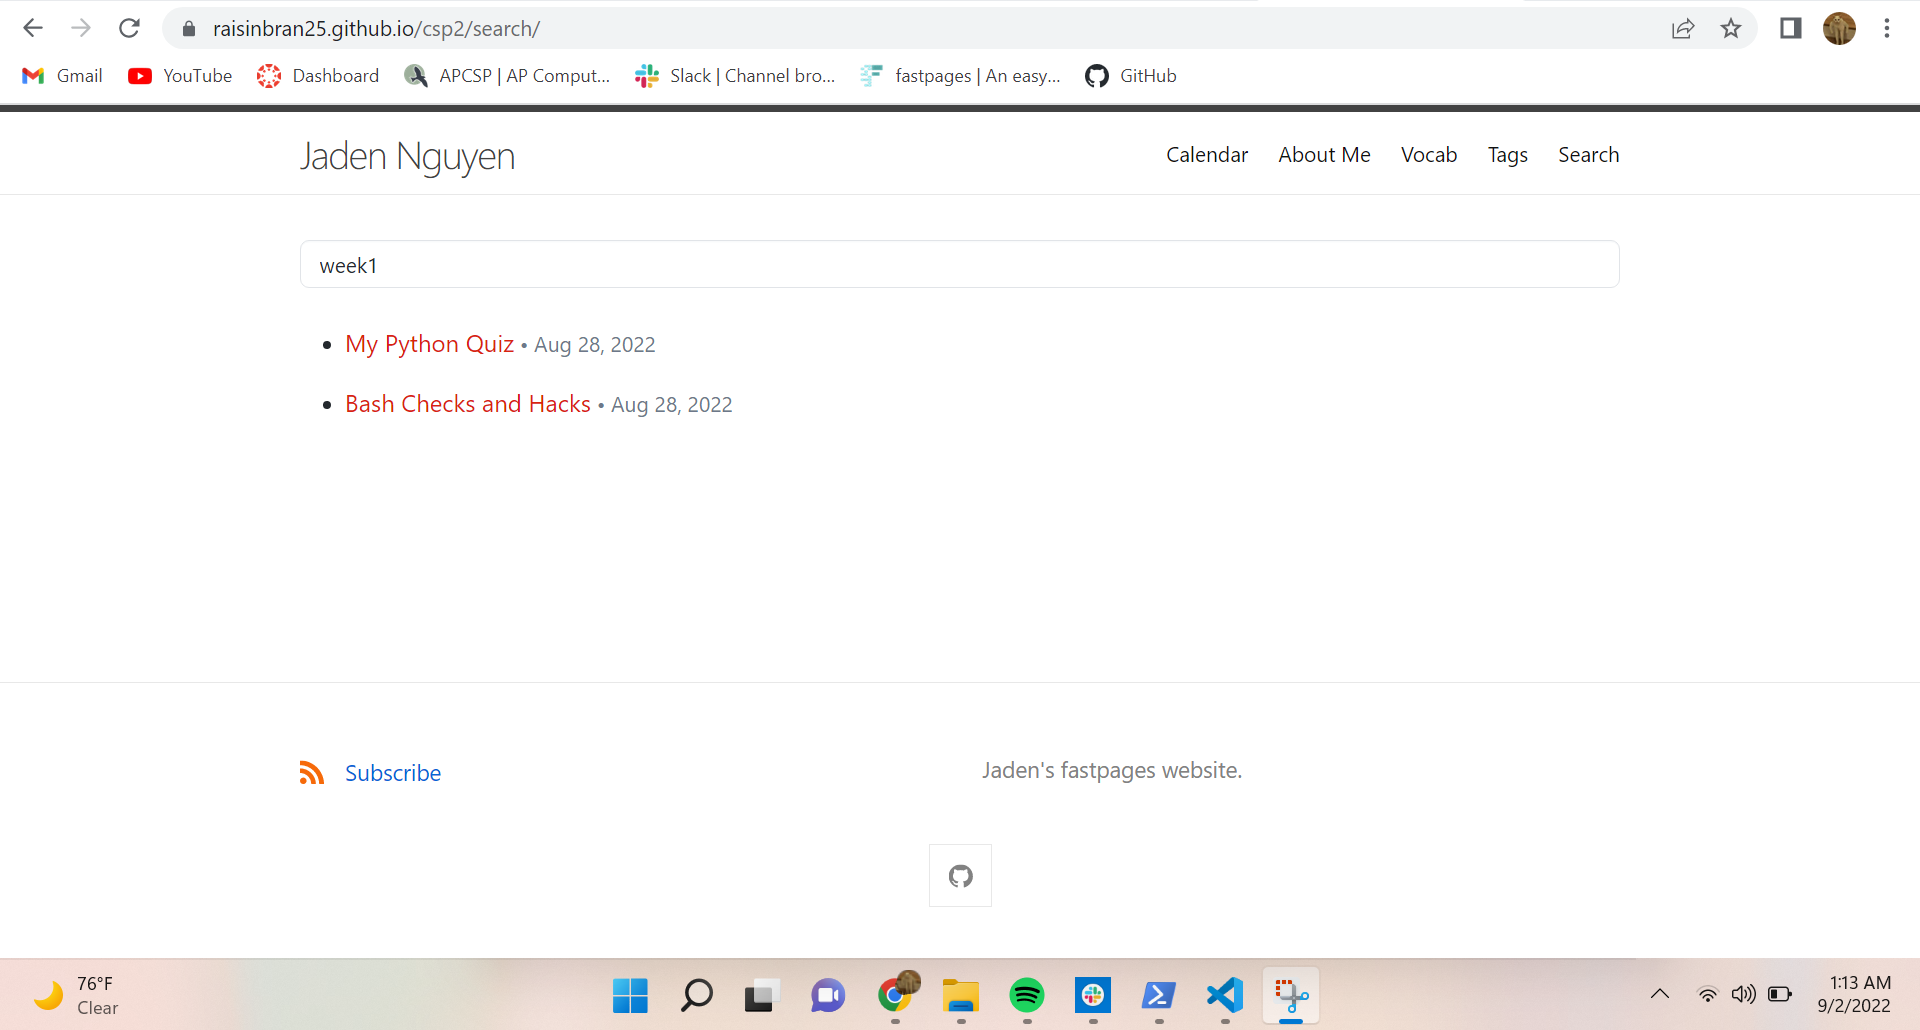 raisinbran25.github.io/csp2/search/
Gmail YouTube Dashboard APCSP | AP Comput... Slack | Channel bro... fastpages | An easy... GitHub
Jaden Nguyen Calendar About Me Vocab Tags Search
week1
My Python Quiz • Aug 28, 2022
Bash Checks and Hacks • Aug 28, 2022
Subscribe Jaden's fastpages website.
76°F
Clear
1:13 AM
9/2/2022